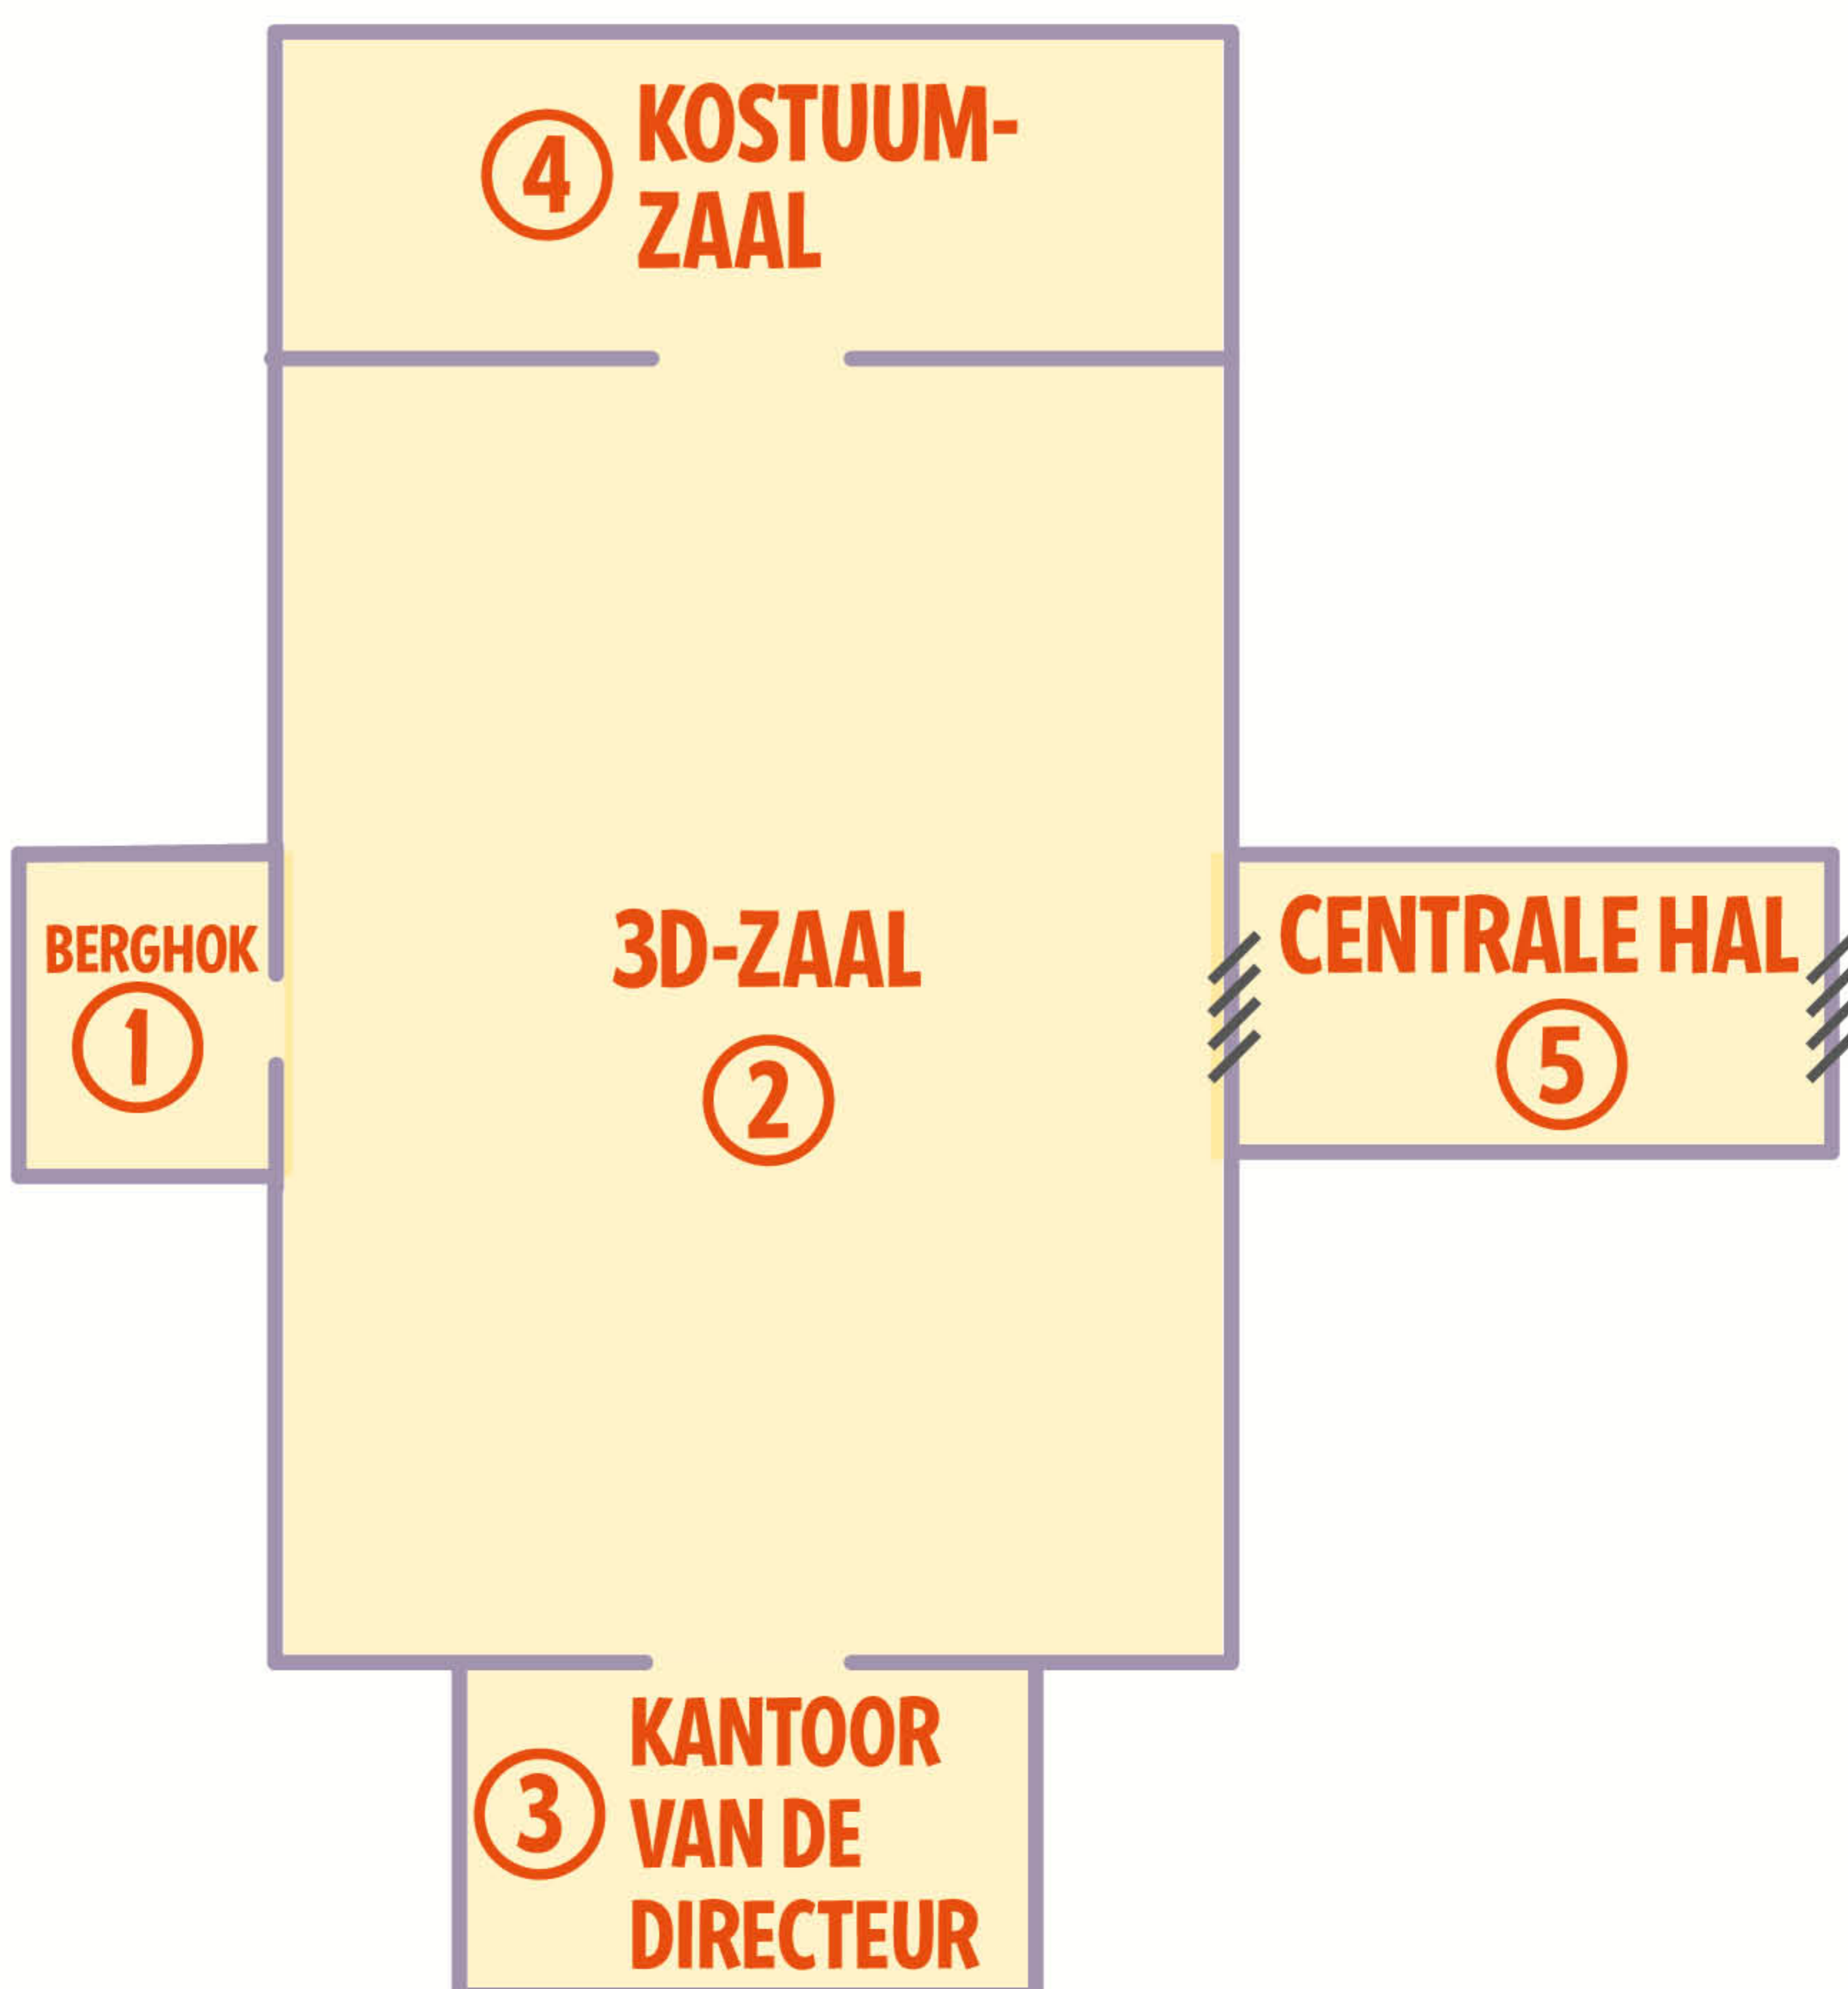 4 KOSTUUM-
ZAAL
BERGHOK
1
3D-ZAAL
2
CENTRALE HAL
5
3 KANTOOR
VAN DE
DIRECTEUR